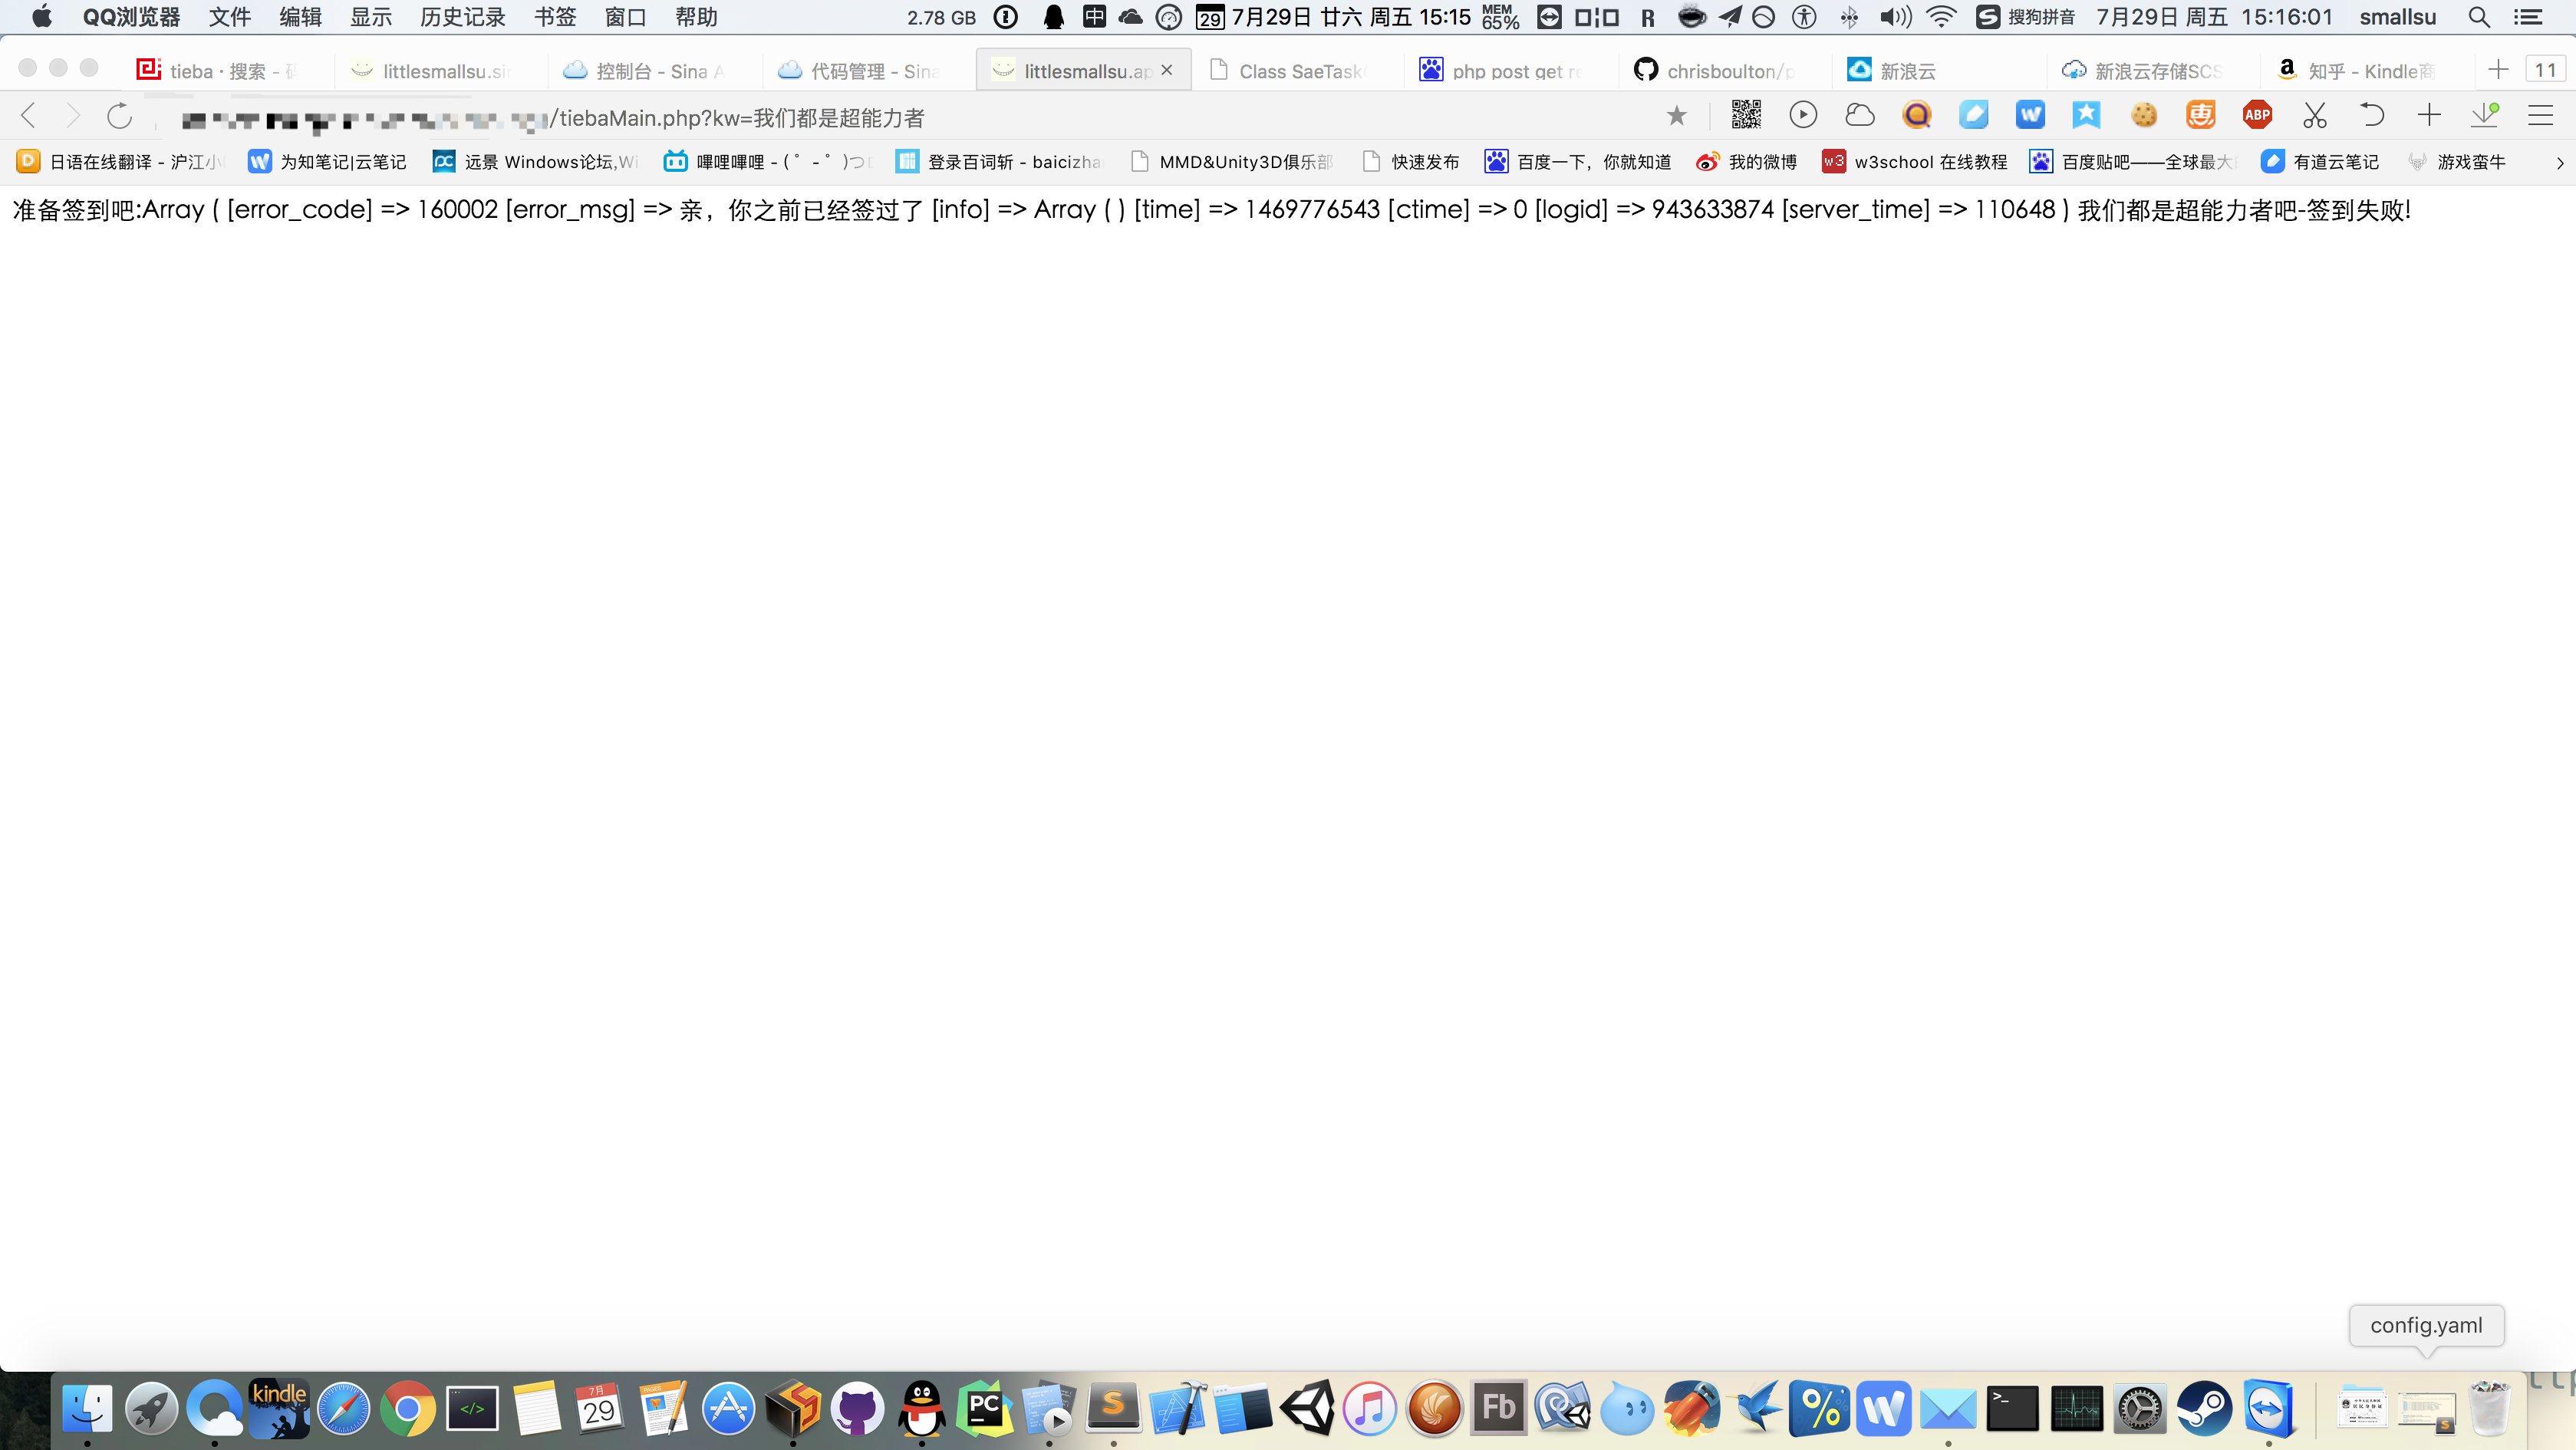 QQ浏览器 文件 编辑 显示 历史记录 书签 窗口 帮助 2.78 GB 中 29 7月29日 廿六 周五 15:15 MEM 65% R 搜狗拼音 7月29日 周五 15:16:01 smallsu
tieba · 搜索 - littlesmallsu.si 控制台 - Sina A 代码管理 - Sina littlesmallsu.ap Class SaeTask php post get re chrisboulton/p 新浪云 新浪云存储SCS 知乎 - Kindle商 11
/tiebaMain.php?kw=我们都是超能力者 惠 ABP
日语在线翻译 - 沪江小 为知笔记|云笔记 远景 Windows论坛,Wi 哔哩哔哩 - ( ゜- ゜)つ 登录百词斩 - baicizha MMD&Unity3D俱乐部 快速发布 百度一下，你就知道 我的微博 w3 w3school 在线教程 百度贴吧——全球最大 有道云笔记 游戏蛮牛
准备签到吧:Array ( [error_code] => 160002 [error_msg] => 亲，你之前已经签过了 [info] => Array ( ) [time] => 1469776543 [ctime] => 0 [logid] => 943633874 [server_time] => 110648 ) 我们都是超能力者吧-签到失败!
config.yaml
kindle 7月 29 PAGES PC S Fb